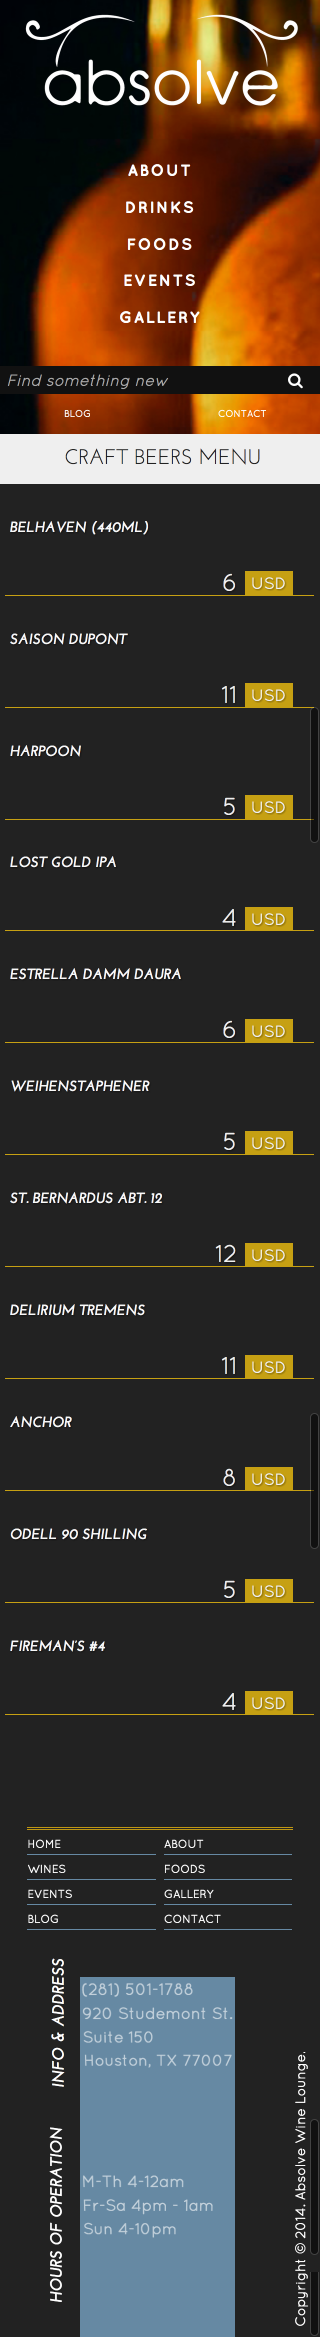 absolve
ABOUT
DRINKS
FOODS
EVENTS
GALLERY
Find something new
BLOG CONTACT
CRAFT BEERS MENU
BELHAVEN (440ML)
6 USD
SAISON DUPONT
11 USD
HARPOON
5 USD
LOST GOLD IPA
4 USD
ESTRELLA DAMM DAURA
6 USD
WEIHENSTAPHENER
5 USD
ST. BERNARDUS ABT. 12
12 USD
DELIRIUM TREMENS
11 USD
ANCHOR
8 USD
ODELL 90 SHILLING
5 USD
FIREMAN'S #4
4 USD
HOME ABOUT
WINES FOODS
EVENTS GALLERY
BLOG CONTACT
INFO & ADDRESS
(281) 501-1788
920 Studemont St.
Suite 150
Houston, TX 77007
HOURS OF OPERATION
M-Th 4-12am
Fr-Sa 4pm - 1am
Sun 4-10pm
Copyright © 2014. Absolve Wine Lounge.